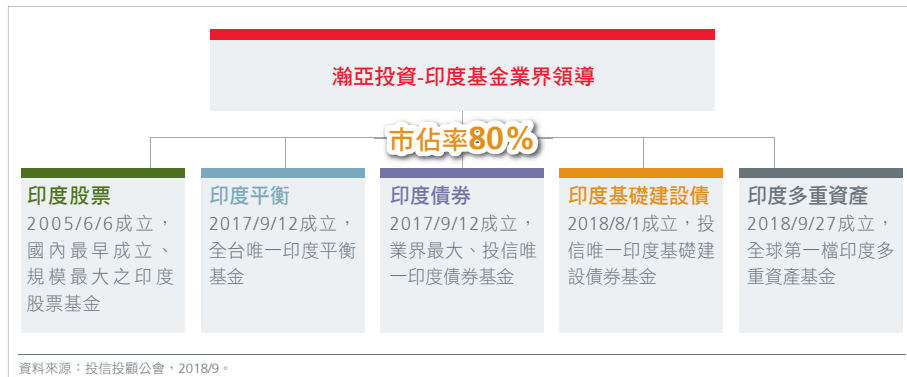 瀚亞投資-印度基金業界領導
市佔率80%
印度股票
2005/6/6成立，
國內最早成立、
規模最大之印度
股票基金
印度平衡
2017/9/12成立，
全台唯一印度平衡
基金
印度債券
2017/9/12成立，
業界最大、投信唯
一印度債券基金
印度基礎建設債
2018/8/1成立，投
信唯一印度基礎建
設債券基金
印度多重資產
2018/9/27成立，
全球第一檔印度多
重資產基金
資料來源：投信投顧公會，2018/9。